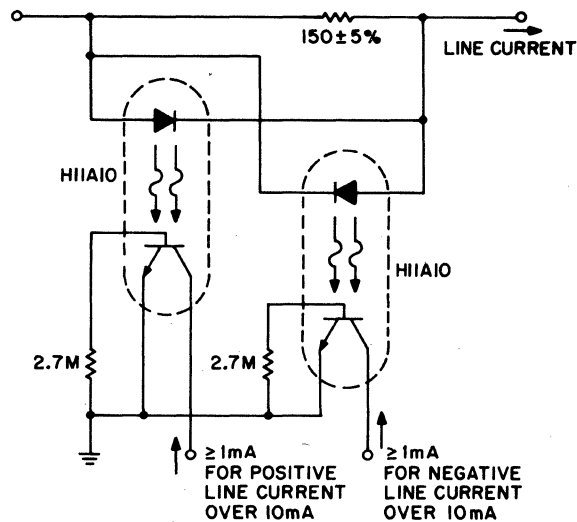 150±5%
LINE CURRENT
H11A10
H11A10
2.7M
2.7M
≥1mA
FOR POSITIVE
LINE CURRENT
OVER 10mA
≥1mA
FOR NEGATIVE
LINE CURRENT
OVER 10mA